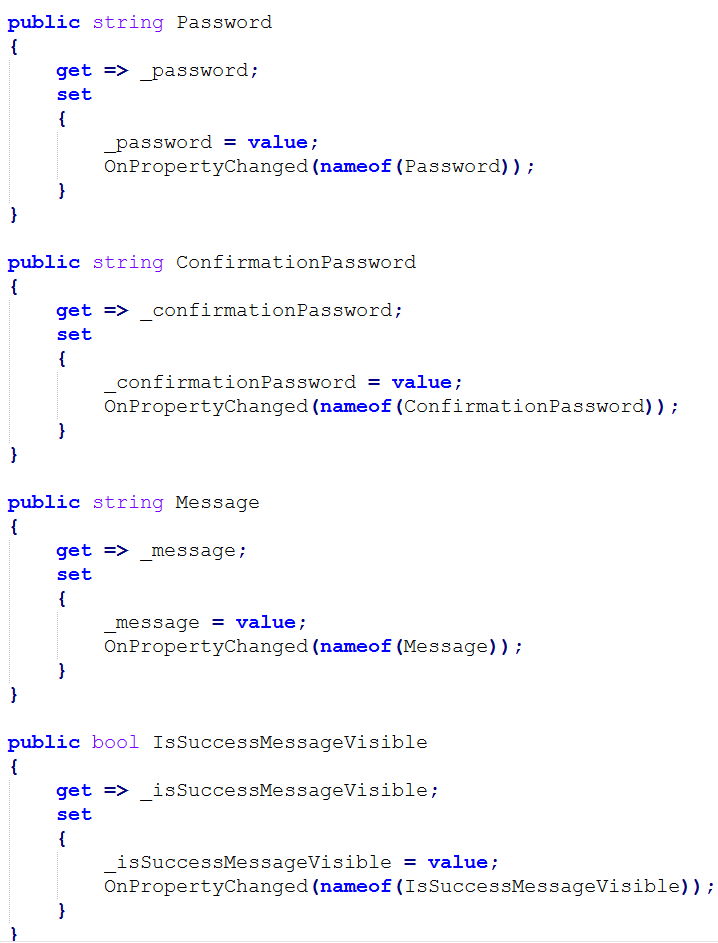 public string Password
{
    get => _password;
    set
    {
        _password = value;
        OnPropertyChanged(nameof(Password));
    }
}

public string ConfirmationPassword
{
    get => _confirmationPassword;
    set
    {
        _confirmationPassword = value;
        OnPropertyChanged(nameof(ConfirmationPassword));
    }
}

public string Message
{
    get => _message;
    set
    {
        _message = value;
        OnPropertyChanged(nameof(Message));
    }
}

public bool IsSuccessMessageVisible
{
    get => _isSuccessMessageVisible;
    set
    {
        _isSuccessMessageVisible = value;
        OnPropertyChanged(nameof(IsSuccessMessageVisible));
    }
}